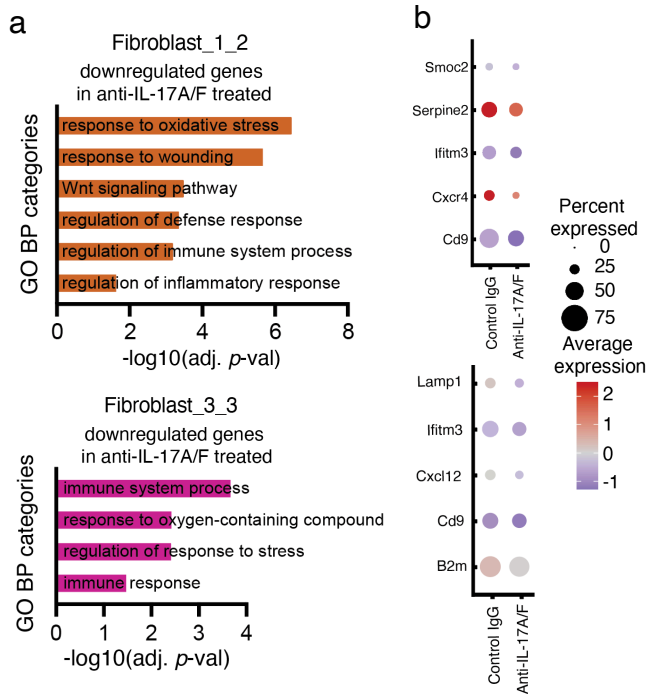 a
Fibroblast_1_2
downregulated genes
in anti-IL-17A/F treated
GO BP categories
response to oxidative stress
response to wounding
Wnt signaling pathway
regulation of defense response
regulation of immune system process
regulation of inflammatory response
0 2 4 6 8
-log10(adj. p-val)
Fibroblast_3_3
downregulated genes
in anti-IL-17A/F treated
GO BP categories
immune system process
response to oxygen-containing compound
regulation of response to stress
immune response
0 1 2 3 4
-log10(adj. p-val)
b
Smoc2
Serpine2
Ifitm3
Cxcr4
Cd9
Control IgG
Anti-IL-17A/F
Lamp1
Ifitm3
Cxcl12
Cd9
B2m
Control IgG
Anti-IL-17A/F
Percent
expressed
0
25
50
75
Average
expression
2
1
0
-1